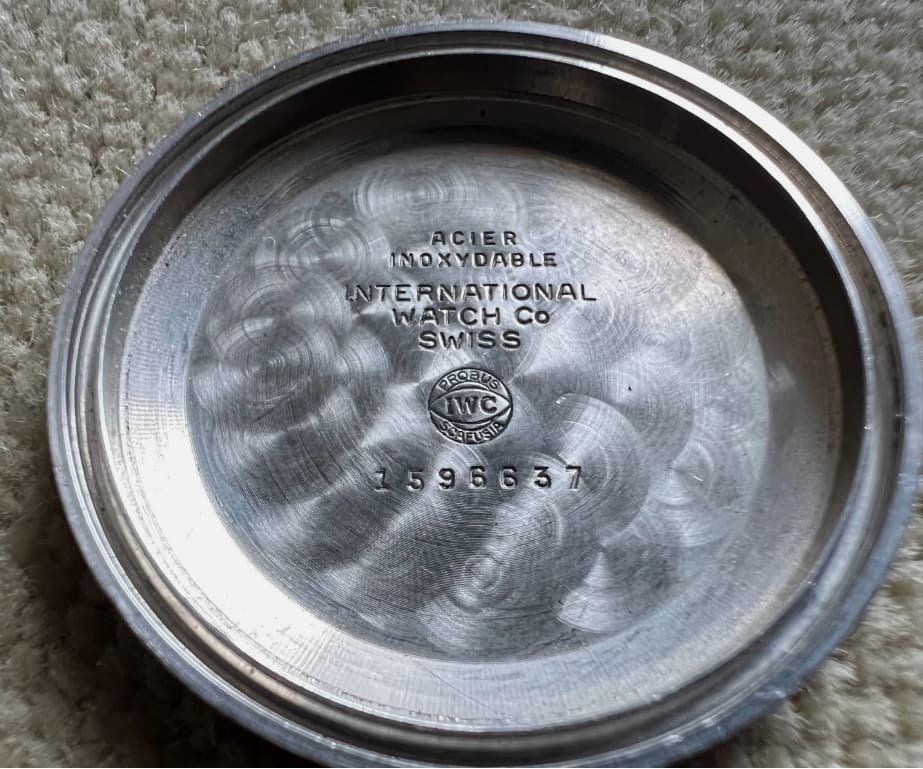 ACIER
INOXYDABLE
INTERNATIONAL
WATCH Co
SWISS
PROBUS
IWC
SCAFUSIA
1596637